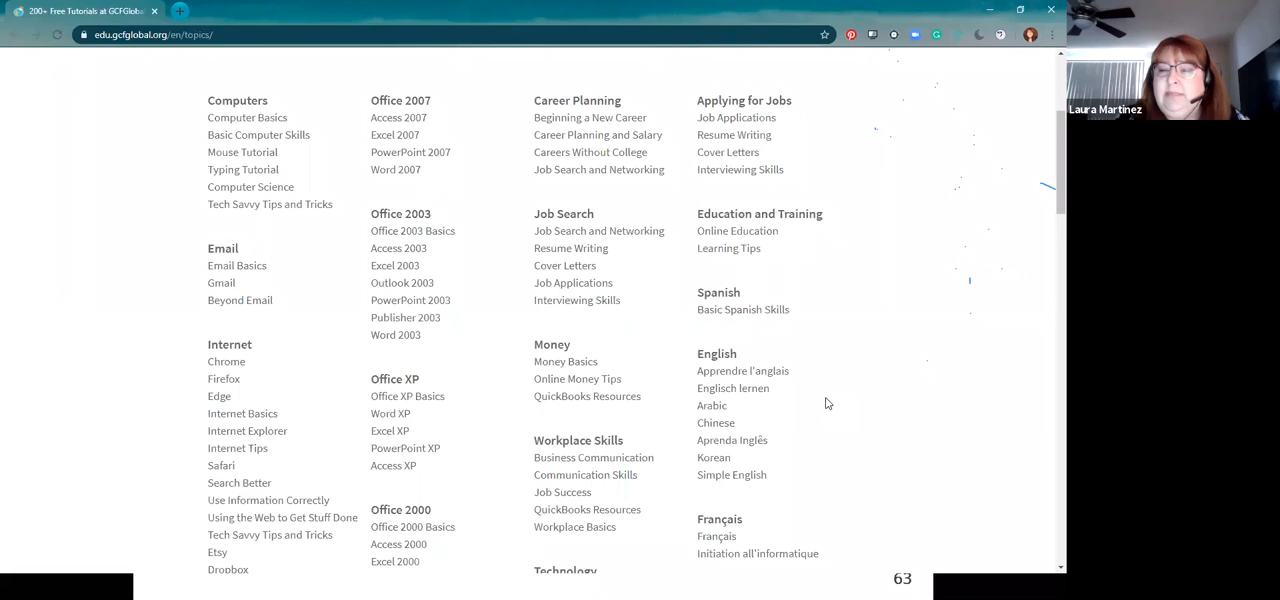 200+ Free Tutorials at GCFGlobal
edu.gcfglobal.org/en/topics/
Laura Martinez
Computers
Computer Basics
Basic Computer Skills
Mouse Tutorial
Typing Tutorial
Computer Science
Tech Savvy Tips and Tricks
Email
Email Basics
Gmail
Beyond Email
Internet
Chrome
Firefox
Edge
Internet Basics
Internet Explorer
Internet Tips
Safari
Search Better
Use Information Correctly
Using the Web to Get Stuff Done
Tech Savvy Tips and Tricks
Etsy
Dropbox
Office 2007
Access 2007
Excel 2007
PowerPoint 2007
Word 2007
Office 2003
Office 2003 Basics
Access 2003
Excel 2003
Outlook 2003
PowerPoint 2003
Publisher 2003
Word 2003
Office XP
Office XP Basics
Word XP
Excel XP
PowerPoint XP
Access XP
Office 2000
Office 2000 Basics
Access 2000
Excel 2000
Career Planning
Beginning a New Career
Career Planning and Salary
Careers Without College
Job Search and Networking
Job Search
Job Search and Networking
Resume Writing
Cover Letters
Job Applications
Interviewing Skills
Money
Money Basics
Online Money Tips
QuickBooks Resources
Workplace Skills
Business Communication
Communication Skills
Job Success
QuickBooks Resources
Workplace Basics
Technology
Applying for Jobs
Job Applications
Resume Writing
Cover Letters
Interviewing Skills
Education and Training
Online Education
Learning Tips
Spanish
Basic Spanish Skills
English
Apprendre l'anglais
Englisch lernen
Arabic
Chinese
Aprenda Inglês
Korean
Simple English
Français
Français
Initiation all'informatique
63